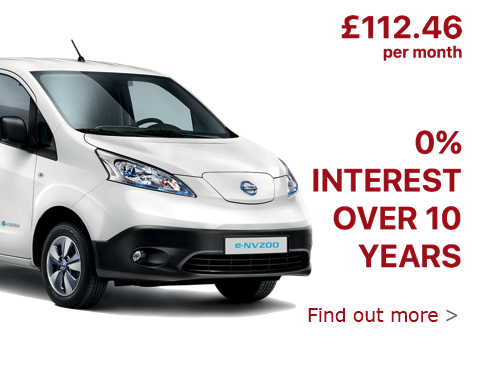 £112.46
per month
0%
INTEREST
OVER 10
YEARS
e-NV200
Find out more >